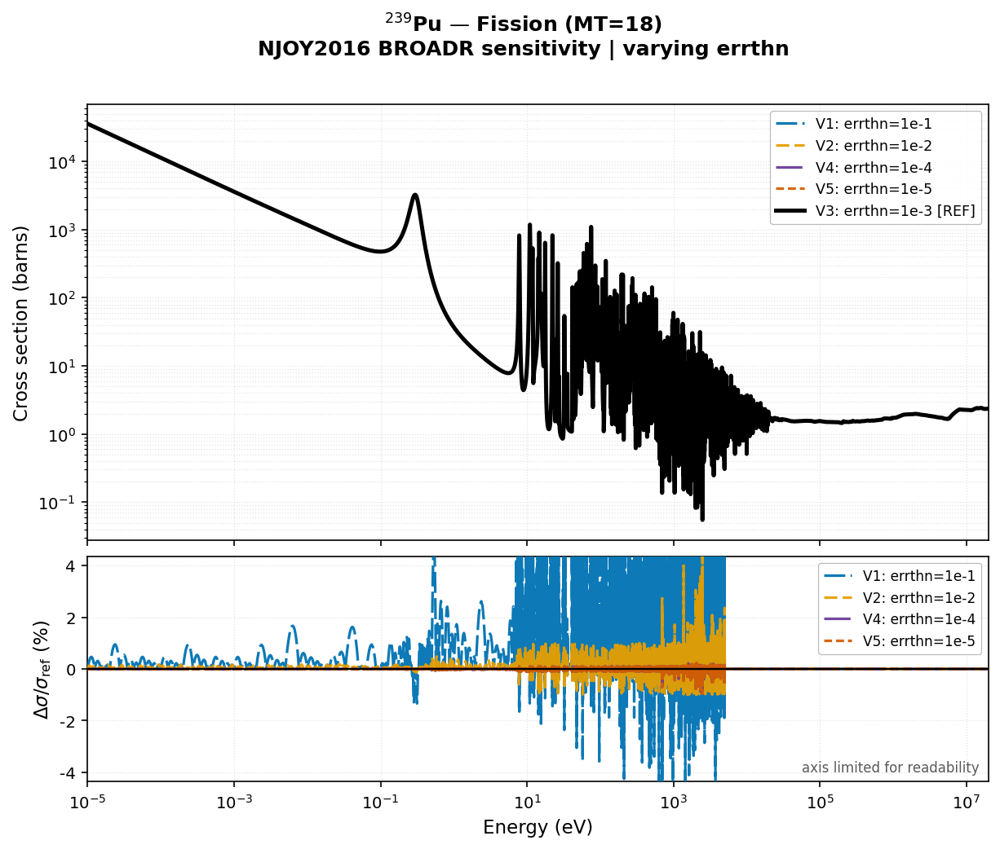 ²³⁹Pu — Fission (MT=18)
NJOY2016 BROADR sensitivity | varying errthn
Cross section (barns)
10⁴
10³
10²
10¹
10⁰
10⁻¹
V1: errthn=1e-1
V2: errthn=1e-2
V4: errthn=1e-4
V5: errthn=1e-5
V3: errthn=1e-3 [REF]
Δσ/σref (%)
4
2
0
-2
-4
V1: errthn=1e-1
V2: errthn=1e-2
V4: errthn=1e-4
V5: errthn=1e-5
axis limited for readability
10⁻⁵ 10⁻³ 10⁻¹ 10¹ 10³ 10⁵ 10⁷
Energy (eV)